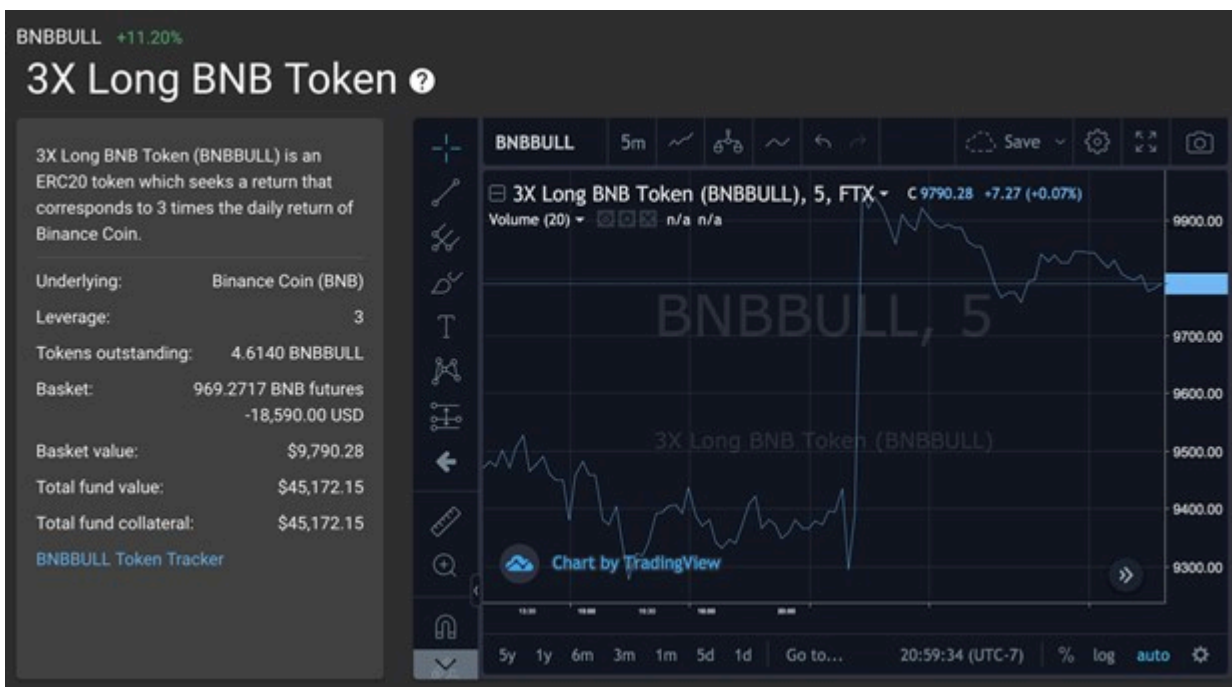 BNBBULL +11.20%
3X Long BNB Token ?
3X Long BNB Token (BNBBULL) is an
ERC20 token which seeks a return that
corresponds to 3 times the daily return of
Binance Coin.
Underlying: Binance Coin (BNB)
Leverage: 3
Tokens outstanding: 4.6140 BNBBULL
Basket: 969.2717 BNB futures
-18,590.00 USD
Basket value: $9,790.28
Total fund value: $45,172.15
Total fund collateral: $45,172.15
BNBBULL Token Tracker
BNBBULL 5m Save
3X Long BNB Token (BNBBULL), 5, FTX C 9790.28 +7.27 (+0.07%)
Volume (20) n/a n/a
BNBBULL, 5
3X Long BNB Token (BNBBULL)
9900.00
9700.00
9600.00
9500.00
9400.00
9300.00
Chart by TradingView
5y 1y 6m 3m 1m 5d 1d Go to... 20:59:34 (UTC-7) % log auto